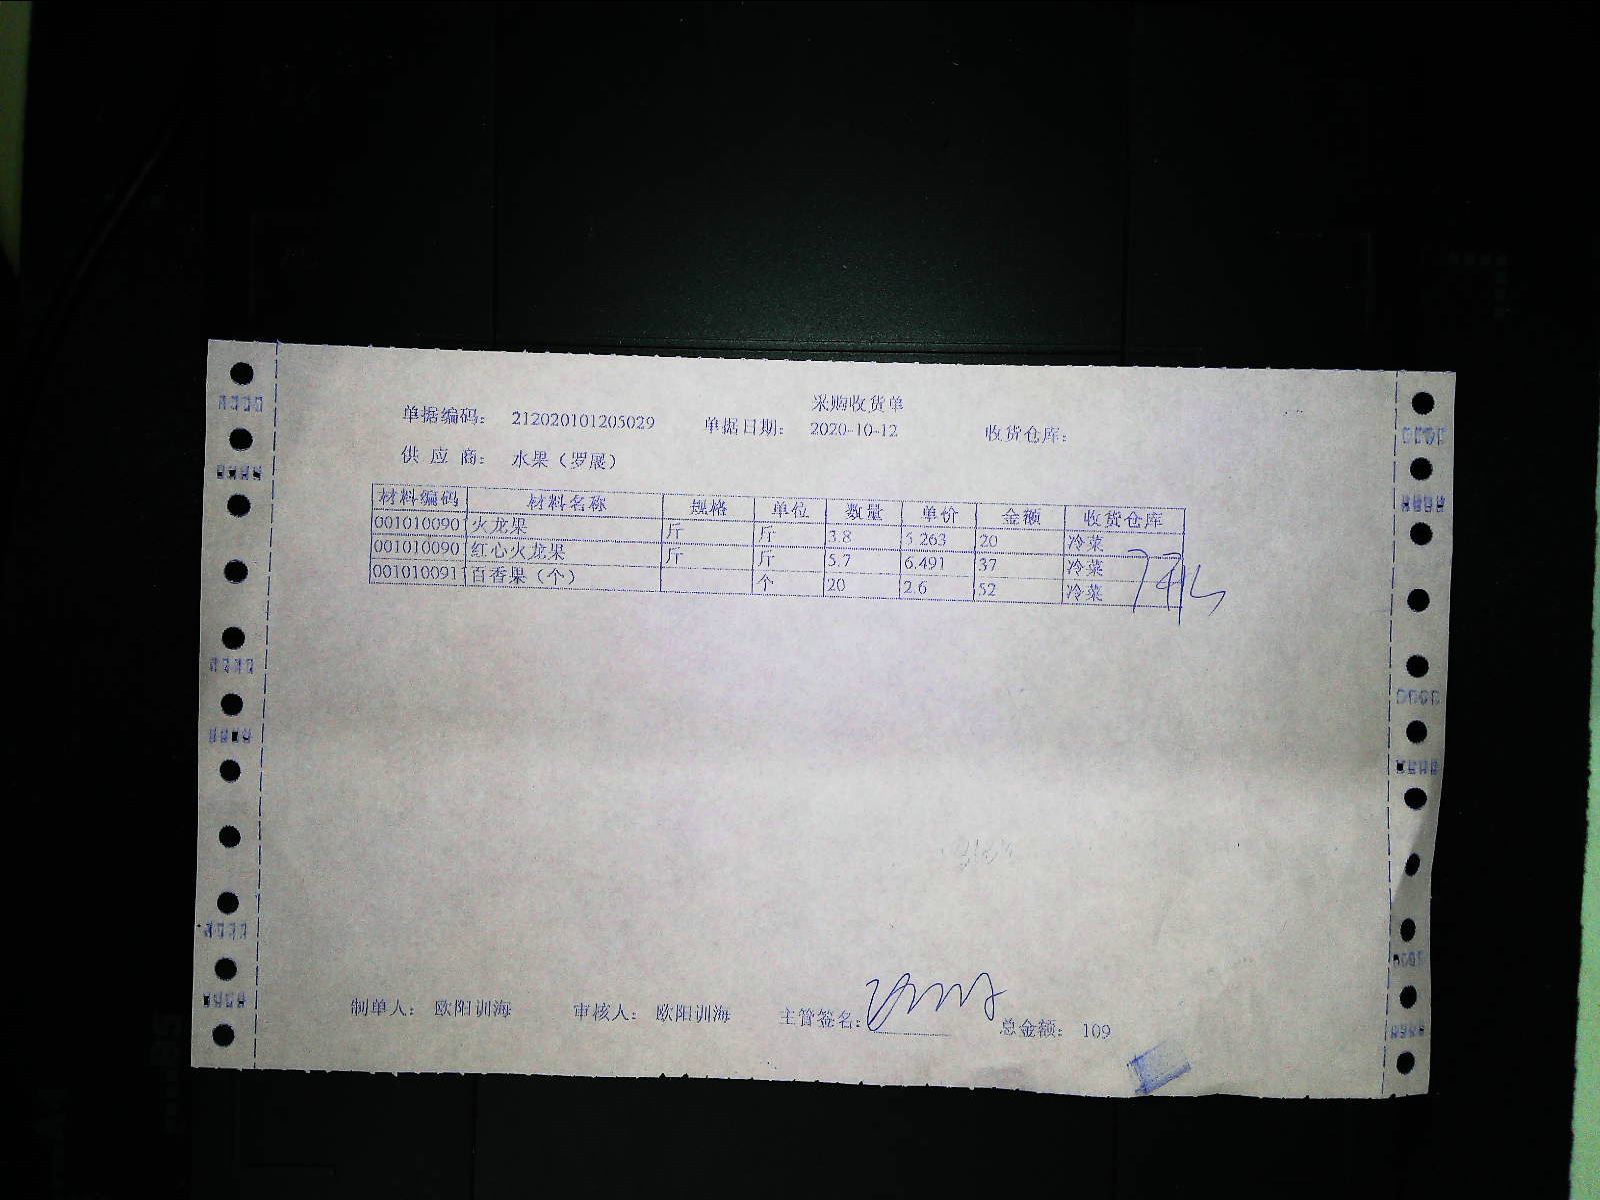 采购收货单
单据编码： 212020101205029 单据日期： 2020-10-12 收货仓库：
供 应 商： 水果（罗展）
材料编码 材料名称 规格 单位 数量 单价 金额 收货仓库
001010090 火龙果 斤 斤 3.8 5.263 20 冷菜
001010090 红心火龙果 斤 斤 5.7 6.491 37 冷菜
001010091 百香果（个） 个 20 2.6 52 冷菜
制单人： 欧阳训海 审核人： 欧阳训海 主管签名： 总金额： 109